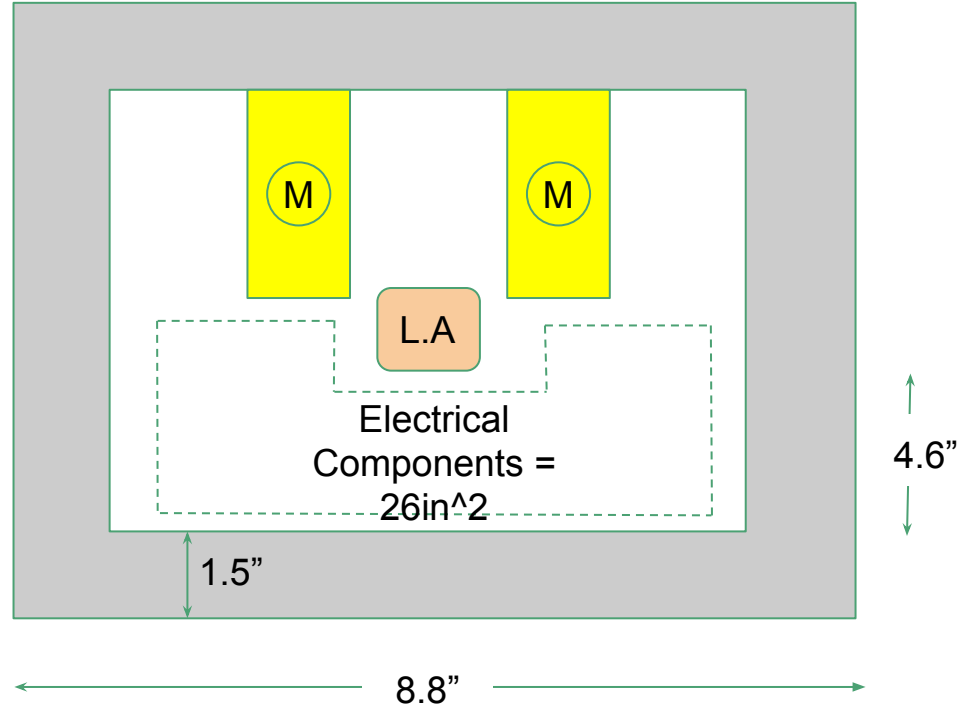 M
M
L.A
Electrical
Components =
26in^2
4.6”
1.5”
8.8”